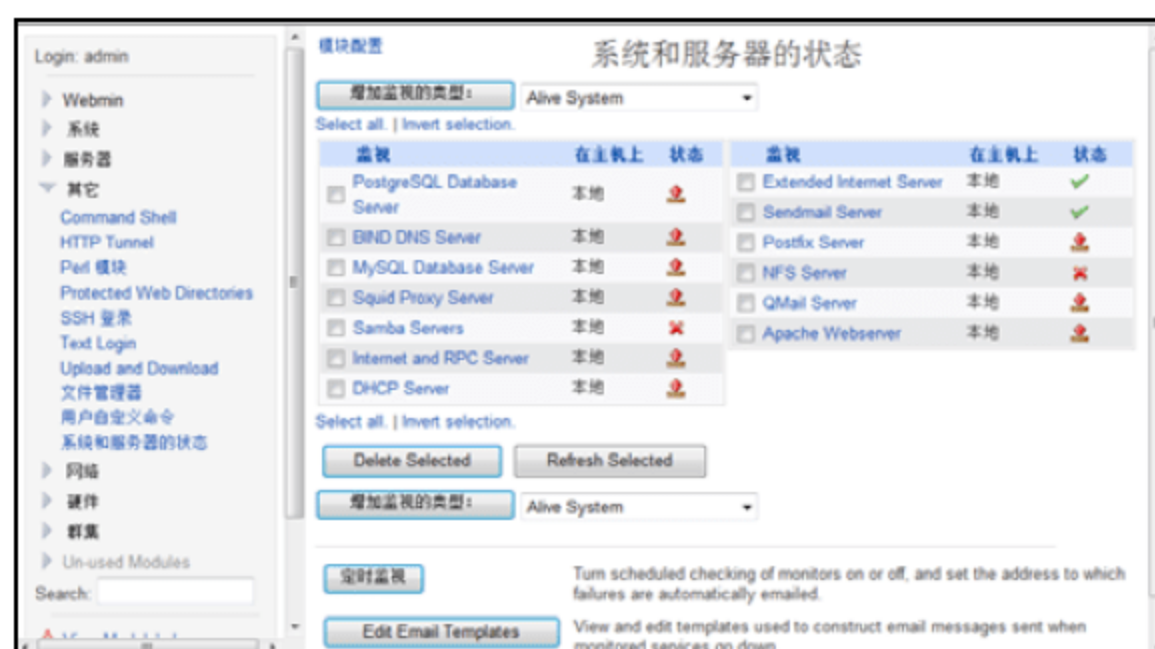 Login: admin
Webmin
系统
服务器
其它
Command Shell
HTTP Tunnel
Perl 模块
Protected Web Directories
SSH 登录
Text Login
Upload and Download
文件管理器
用户自定义命令
系统和服务器的状态
网络
硬件
群集
Un-used Modules
Search:
模块配置
系统和服务器的状态
增加监视的类型: Alive System
Select all. | Invert selection.
监视 在主机上 状态
PostgreSQL Database
Server 本地
BIND DNS Server 本地
MySQL Database Server 本地
Squid Proxy Server 本地
Samba Servers 本地
Internet and RPC Server 本地
DHCP Server 本地
监视 在主机上 状态
Extended Internet Server 本地
Sendmail Server 本地
Postfix Server 本地
NFS Server 本地
QMail Server 本地
Apache Webserver 本地
Select all. | Invert selection.
Delete Selected Refresh Selected
增加监视的类型: Alive System
定时监视 Turn scheduled checking of monitors on or off, and set the address to which
failures are automatically emailed.
Edit Email Templates View and edit templates used to construct email messages sent when
monitored services go down